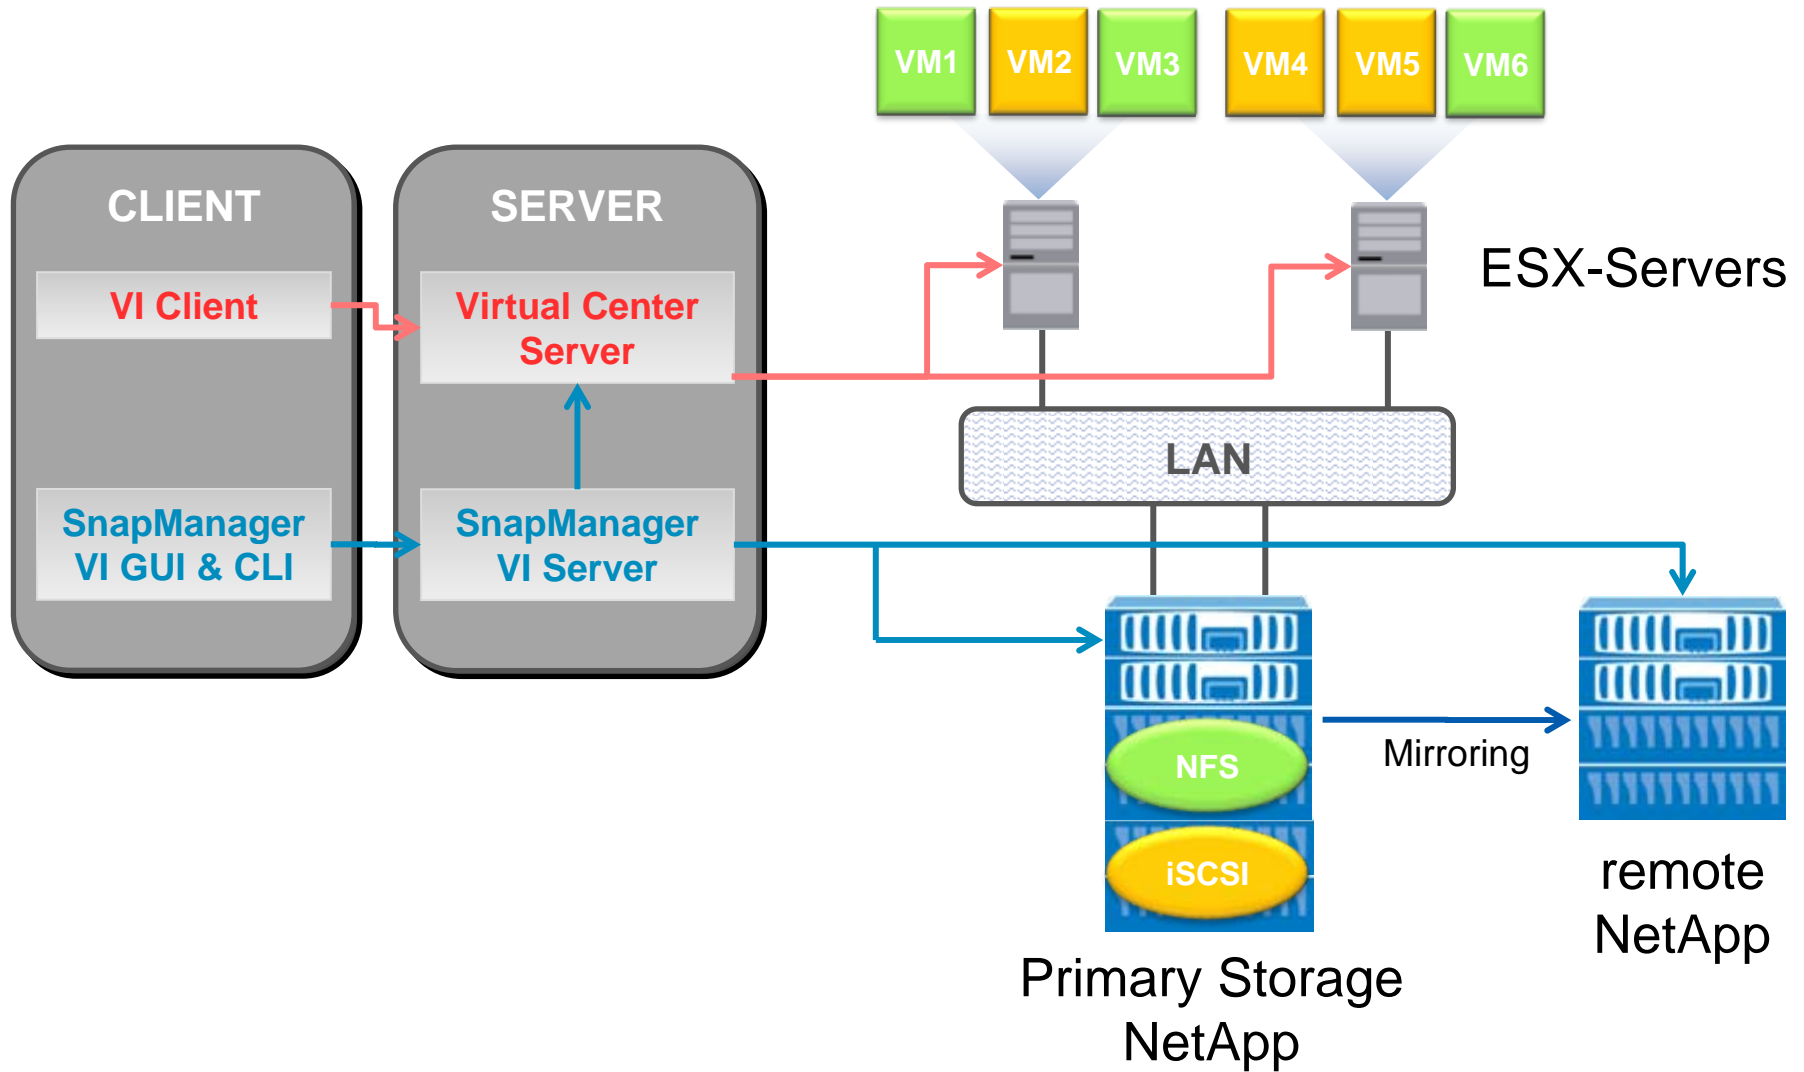 VM1 VM2 VM3 VM4 VM5 VM6
CLIENT
SERVER
VI Client
Virtual Center
Server
ESX-Servers
LAN
SnapManager
VI GUI & CLI
SnapManager
VI Server
NFS
iSCSI
Mirroring
Primary Storage
NetApp
remote
NetApp